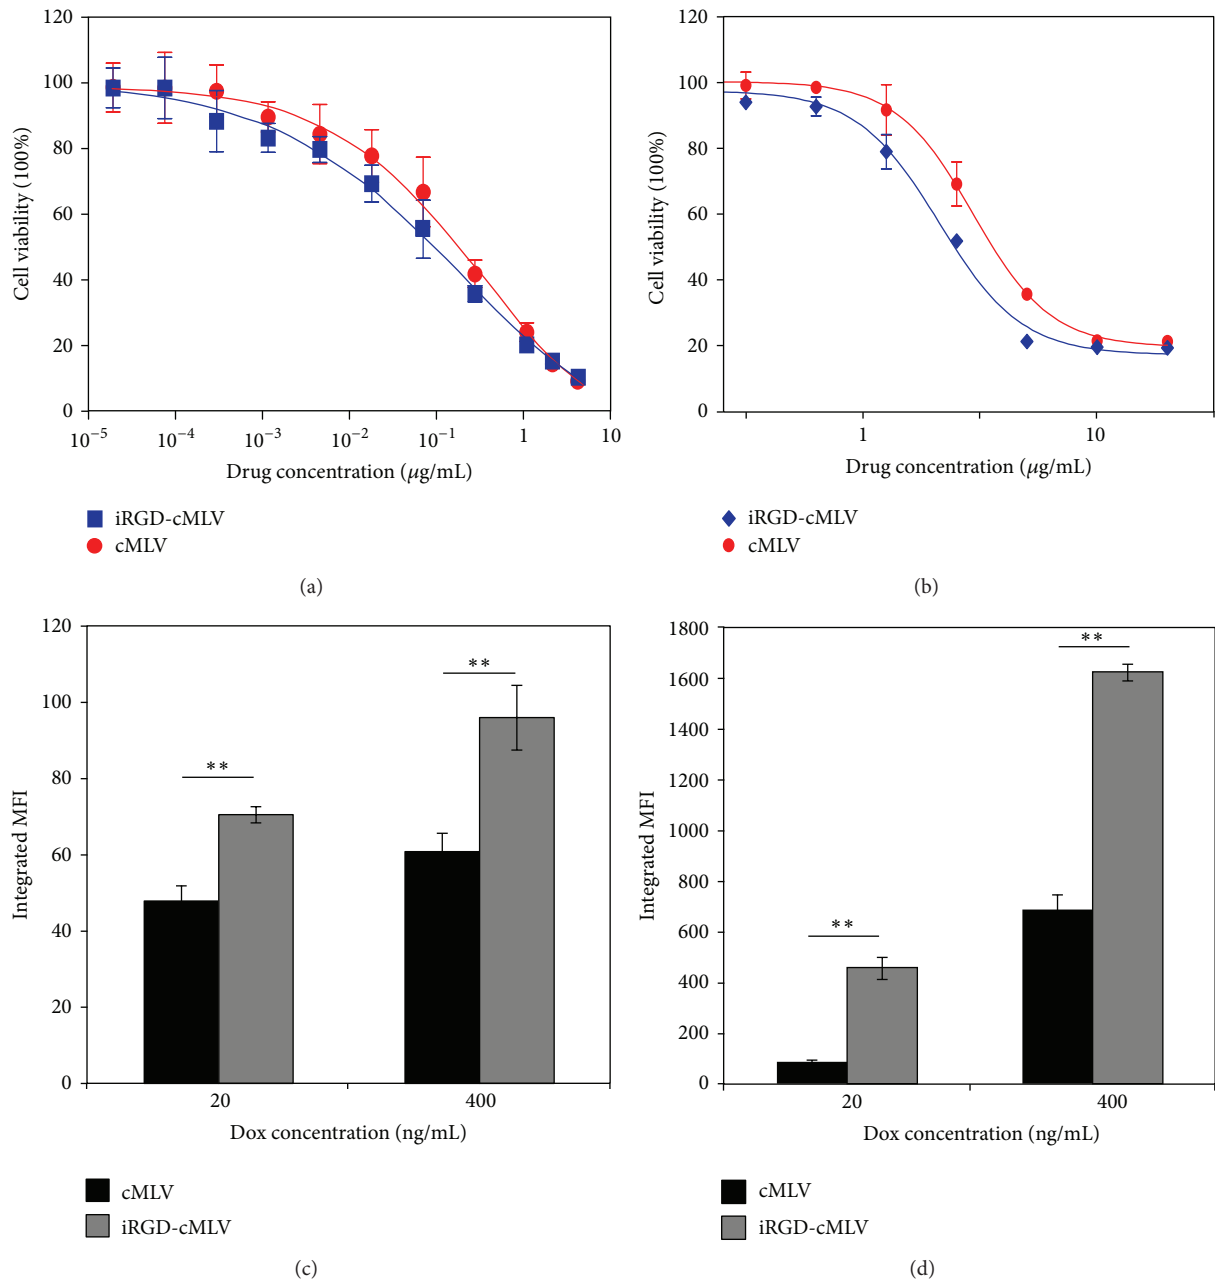 120
100
80
60
40
20
0
Cell viability (100%)
10⁻⁵ 10⁻⁴ 10⁻³ 10⁻² 10⁻¹ 1 10
Drug concentration (μg/mL)
iRGD-cMLV
cMLV
(a)
120
100
80
60
40
20
0
Cell viability (100%)
1 10
Drug concentration (μg/mL)
iRGD-cMLV
cMLV
(b)
120
100
80
60
40
20
0
Integrated MFI
**
**
20 400
Dox concentration (ng/mL)
cMLV
iRGD-cMLV
(c)
1800
1600
1400
1200
1000
800
600
400
200
0
Integrated MFI
**
**
20 400
Dox concentration (ng/mL)
cMLV
iRGD-cMLV
(d)